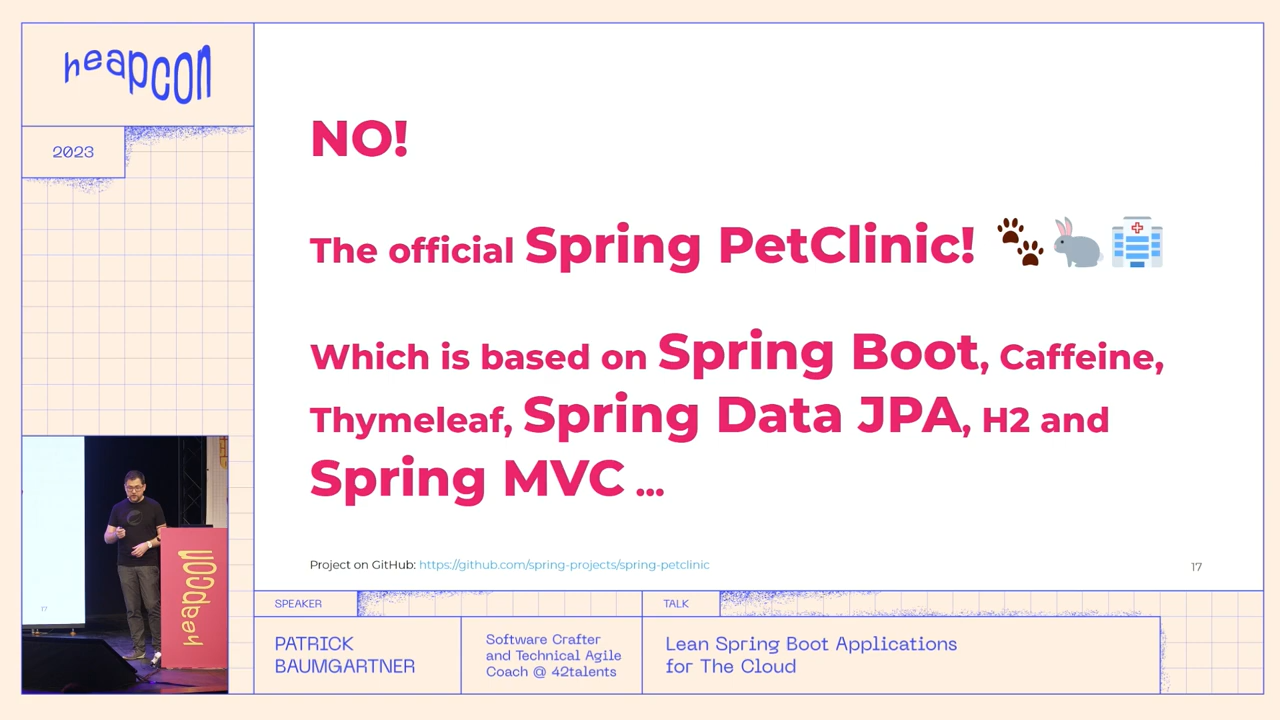 heapcon
2023
NO!
The official Spring PetClinic!
Which is based on Spring Boot, Caffeine,
Thymeleaf, Spring Data JPA, H2 and
Spring MVC ...
Project on GitHub: https://github.com/spring-projects/spring-petclinic
17
17
heapcon
SPEAKER
PATRICK
BAUMGARTNER
Software Crafter
and Technical Agile
Coach @ 42talents
TALK
Lean Spring Boot Applications
for The Cloud